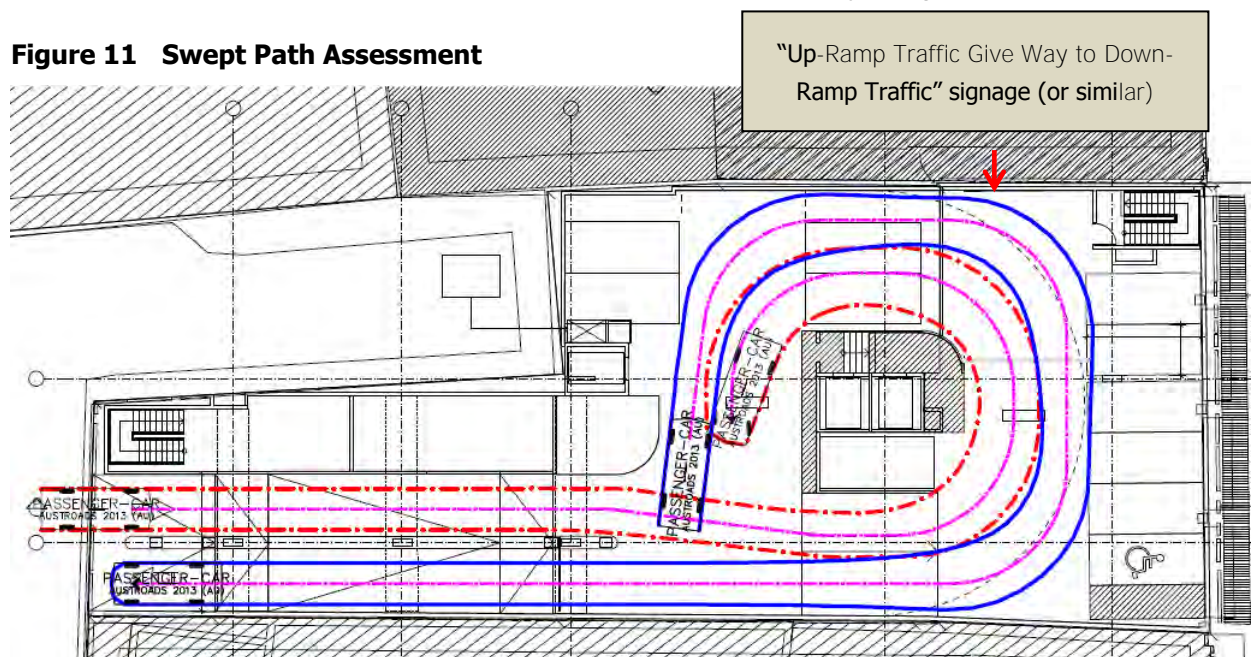 Figure 11 Swept Path Assessment
“Up-Ramp Traffic Give Way to Down-
Ramp Traffic” signage (or similar)
PASSENGER-CAR
AUSTROADS 2013 (AU)
PASSENGER-CAR
AUSTROADS 2013 (AU)
PASSENGER-CAR
AUSTROADS 2013 (AU)
PASSENGER-CAR
AUSTROADS 2013 (AU)